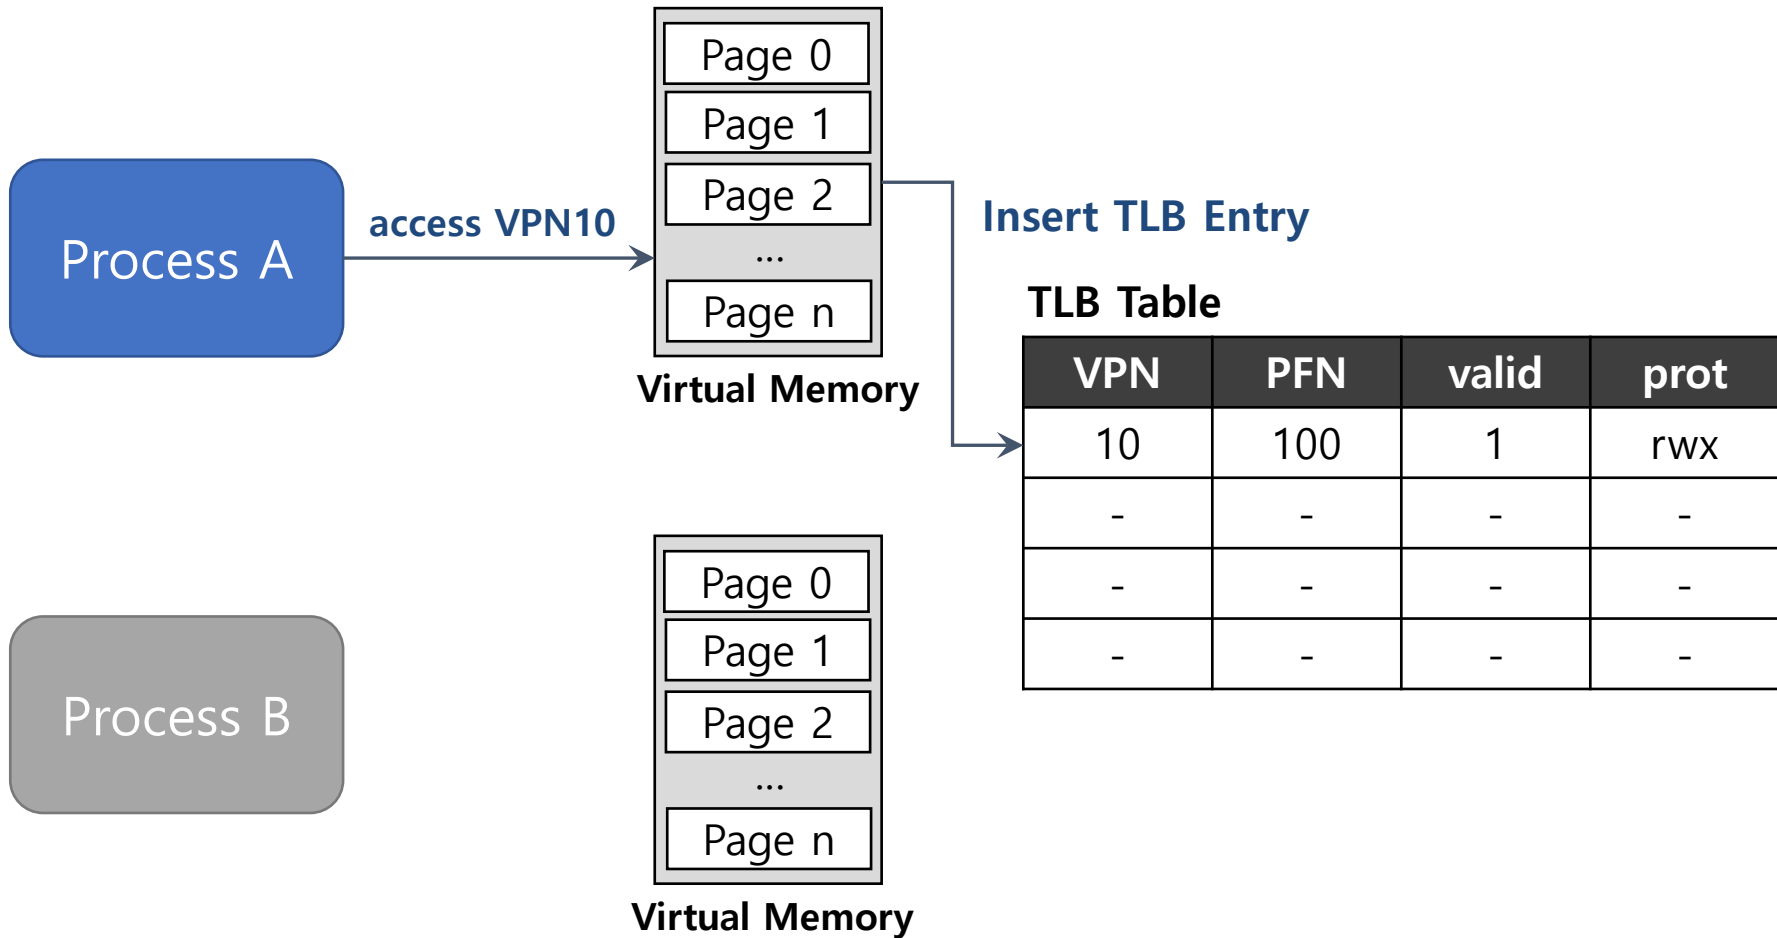 Page 0
Page 1
Page 2
...
Page n
Virtual Memory
Process A
access VPN10
Insert TLB Entry
TLB Table
VPN PFN valid prot
10 100 1 rwx
- - - -
- - - -
- - - -
Process B
Page 0
Page 1
Page 2
...
Page n
Virtual Memory